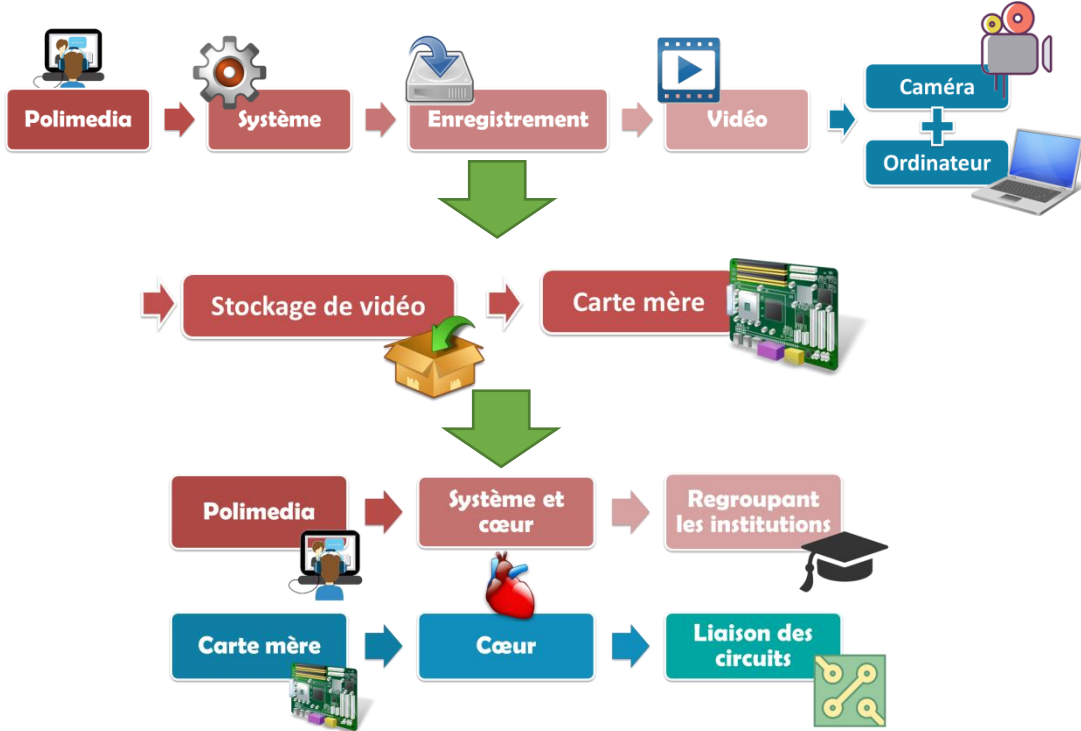 Polimedia
Système
Enregistrement
Vidéo
Caméra
Ordinateur
Stockage de vidéo
Carte mère
Polimedia
Système et
cœur
Regroupant
les institutions
Carte mère
Cœur
Liaison des
circuits